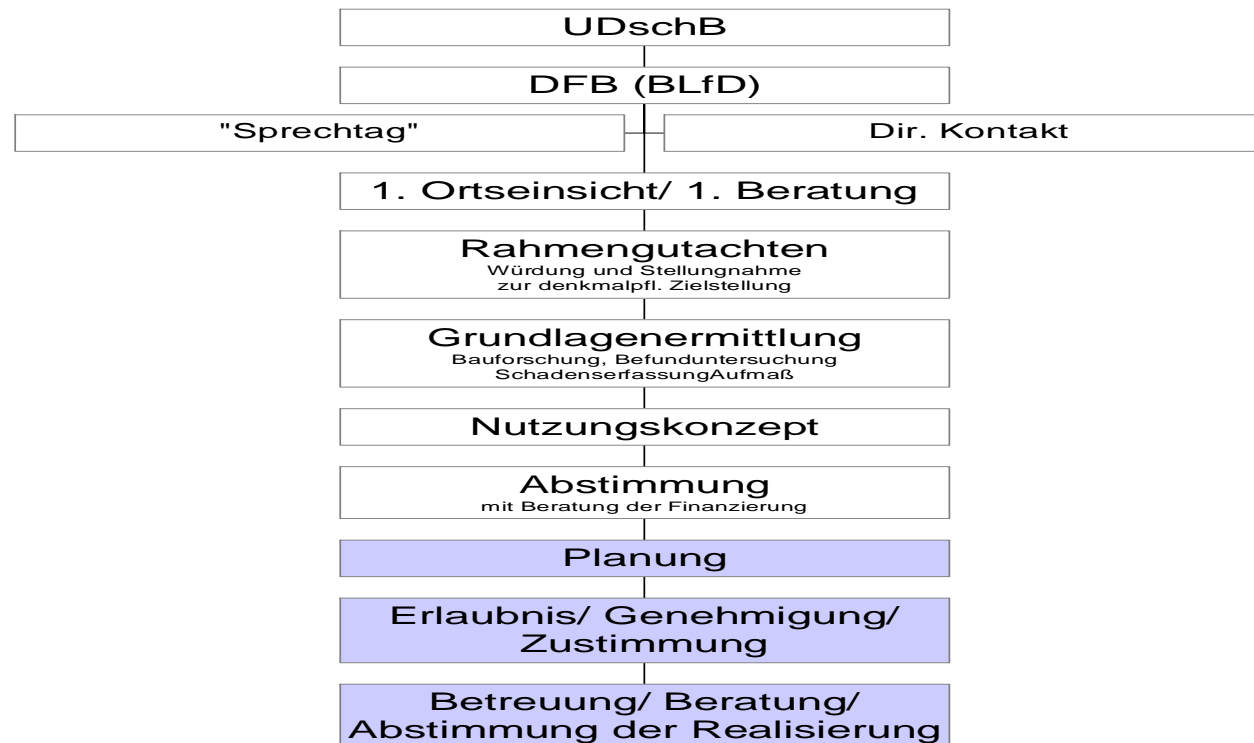 UDschB
DFB (BLfD)
"Sprechtag"
Dir. Kontakt
1. Ortseinsicht/ 1. Beratung
Rahmengutachten
Würdung und Stellungnahme
zur denkmalpfl. Zielstellung
Grundlagenermittlung
Bauforschung, Befunduntersuchung
SchadenserfassungAufmaß
Nutzungskonzept
Abstimmung
mit Beratung der Finanzierung
Planung
Erlaubnis/ Genehmigung/
Zustimmung
Betreuung/ Beratung/
Abstimmung der Realisierung